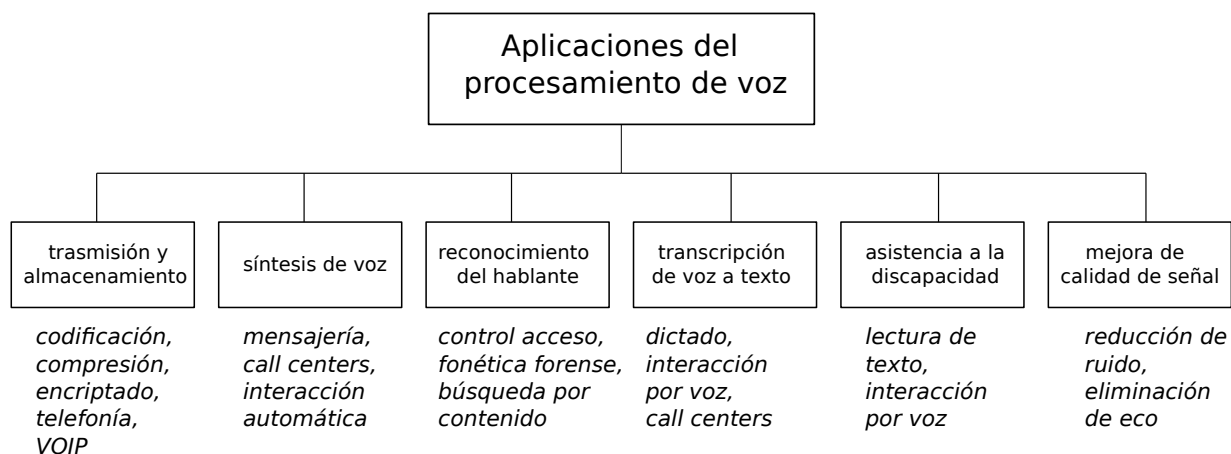 Aplicaciones del
procesamiento de voz
trasmisión y
almacenamiento
síntesis de voz
reconocimiento
del hablante
transcripción
de voz a texto
asistencia a la
discapacidad
mejora de
calidad de señal
codificación,
compresión,
encriptado,
telefonía,
VOIP
mensajería,
call centers,
interacción
automática
control acceso,
fonética forense,
búsqueda por
contenido
dictado,
interacción
por voz,
call centers
lectura de
texto,
interacción
por voz
reducción de
ruido,
eliminación
de eco